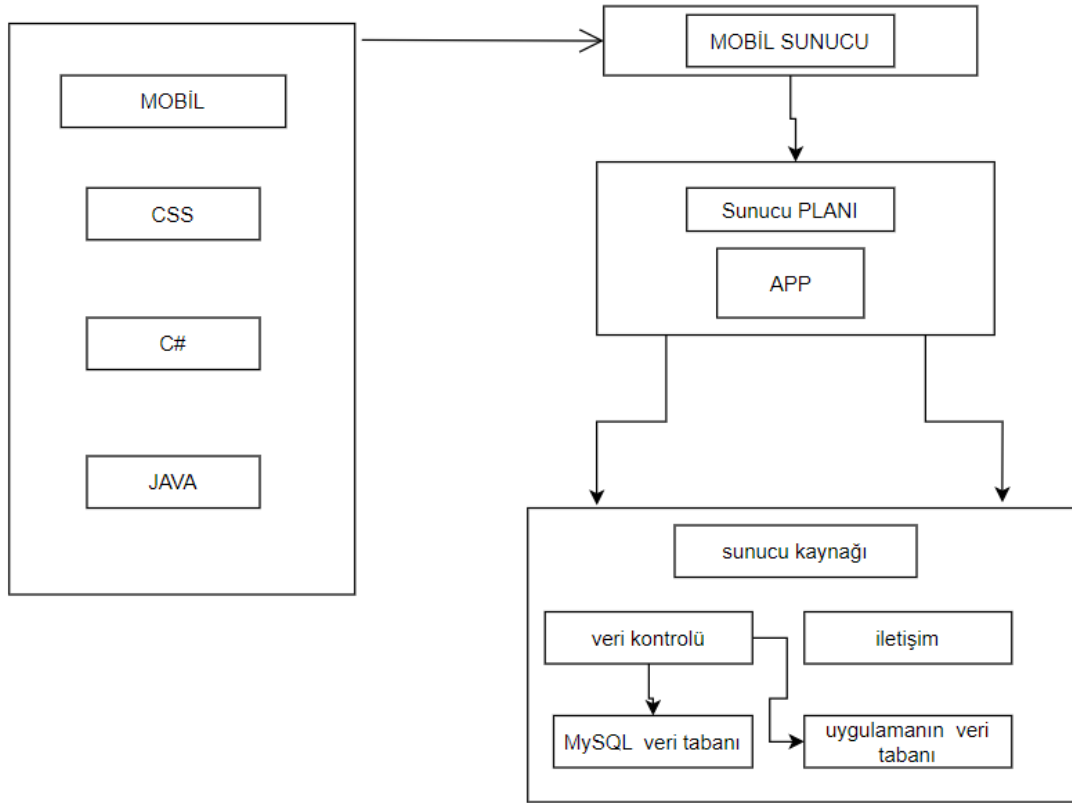 MOBİL
CSS
C#
JAVA
MOBİL SUNUCU
Sunucu PLANI
APP
sunucu kaynağı
veri kontrolü
iletişim
MySQL veri tabanı
uygulamanın veri
tabanı